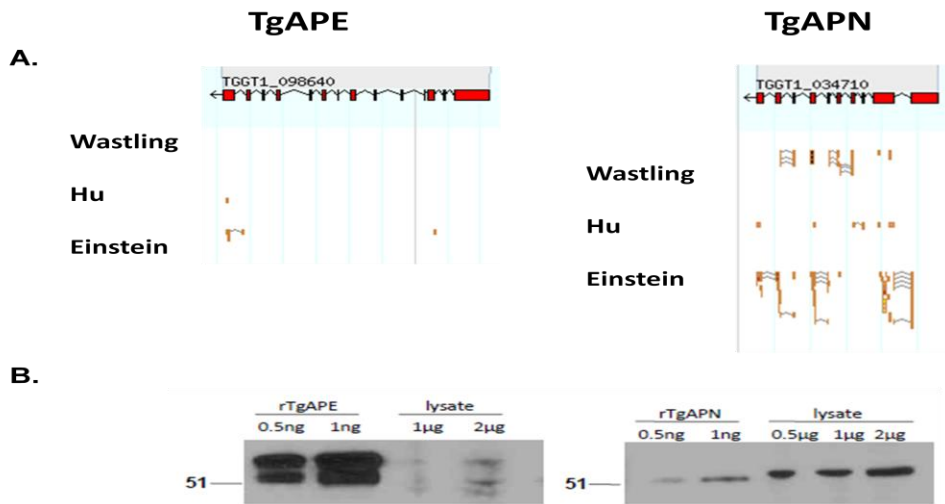 TgAPE
TgAPN
A.
TGGT1_098640
TGGT1_034710
Wastling
Hu
Einstein
Wastling
Hu
Einstein
B.
rTgAPE lysate
0.5ng 1ng 1µg 2µg
51
rTgAPN lysate
0.5ng 1ng 0.5µg 1µg 2µg
51